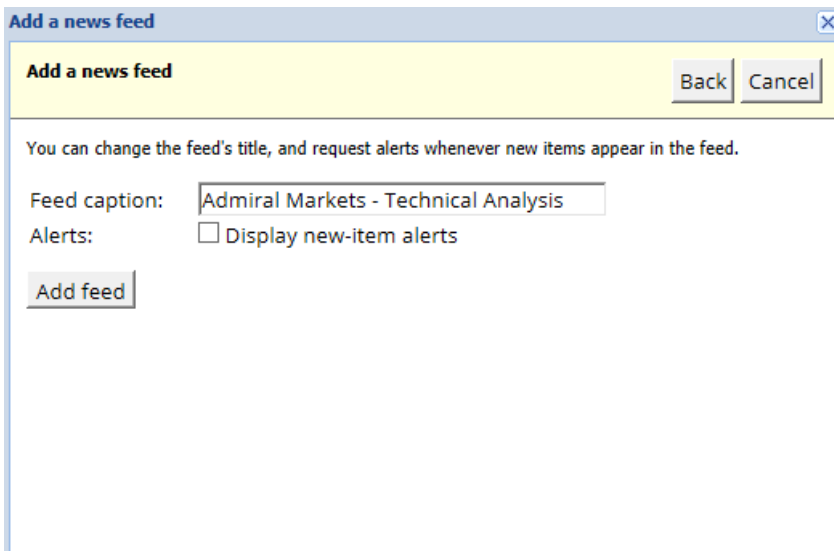 Add a news feed
Add a news feed
Back Cancel
You can change the feed's title, and request alerts whenever new items appear in the feed.
Feed caption: Admiral Markets - Technical Analysis
Alerts: Display new-item alerts
Add feed